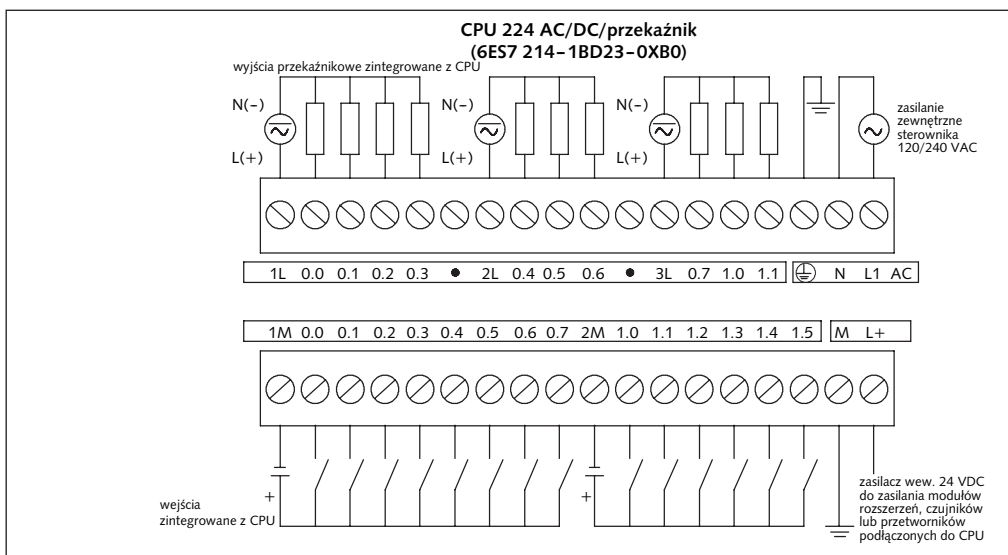 CPU 224 AC/DC/przekaźnik
(6ES7 214-1BD23-0XB0)
wyjścia przekaźnikowe zintegrowane z CPU
N(-) N(-) N(-)
L(+) L(+) L(+)
zasilanie
zewnętrzne
sterownika
120/240 VAC
1L 0.0 0.1 0.2 0.3 • 2L 0.4 0.5 0.6 • 3L 0.7 1.0 1.1 N L1 AC
1M 0.0 0.1 0.2 0.3 0.4 0.5 0.6 0.7 2M 1.0 1.1 1.2 1.3 1.4 1.5 M L+
+ +
wejścia
zintegrowane z CPU
zasilacz wew. 24 VDC
do zasilania modułów
rozszerzeń, czujników
lub przetworników
podłączonych do CPU